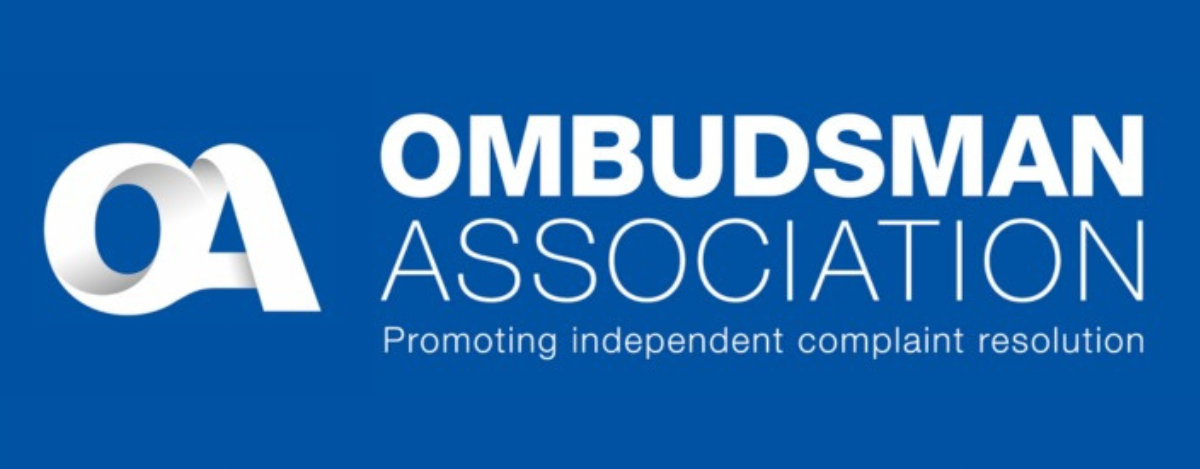 OA
OMBUDSMAN
ASSOCIATION
Promoting independent complaint resolution